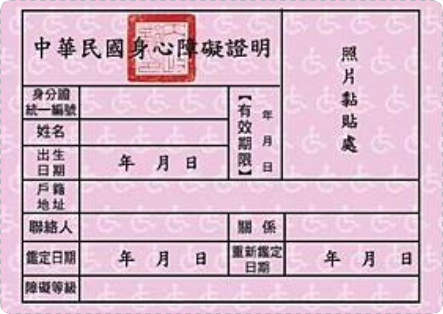 中華民國身心障礙證明
照片黏貼處
身分國
統一編號
【有效期限】
年
月
日
姓名
出生
日期
年 月 日
戶籍
地址
聯絡人
關 係
鑑定日期
年 月 日
重新鑑定
日期
年 月 日
障礙等級